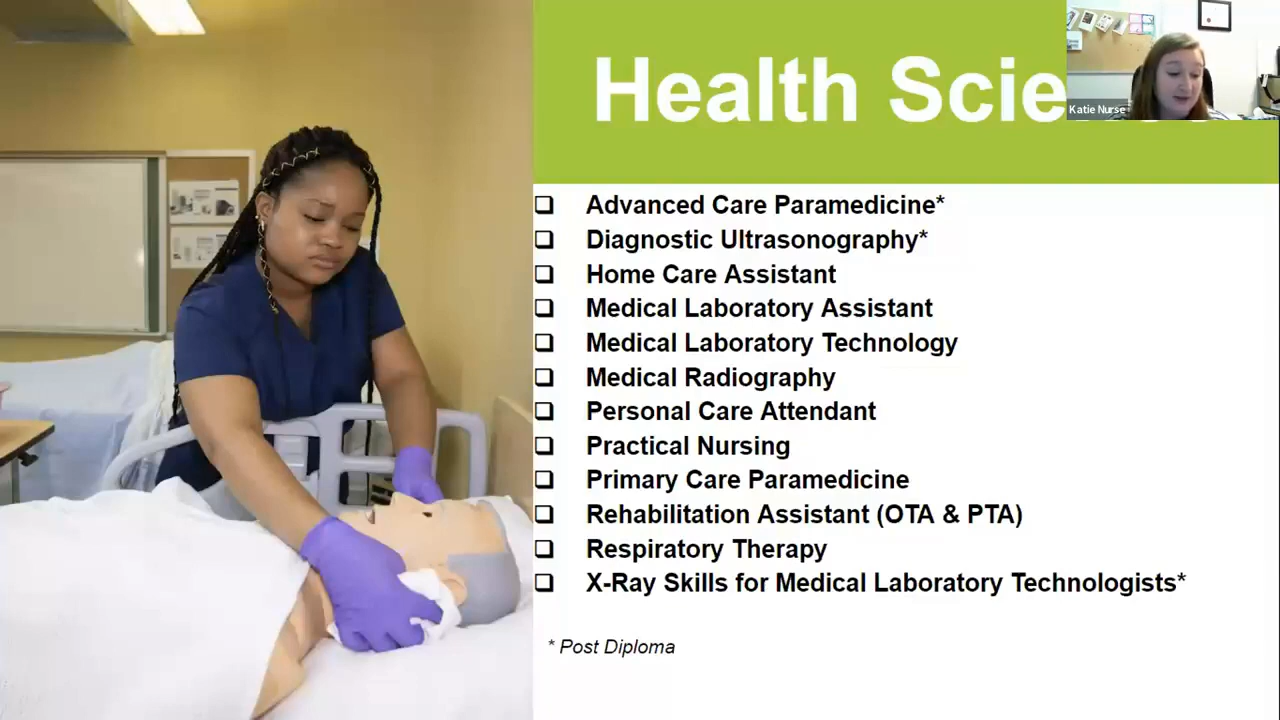 Health Scie
Katie Nurse
Advanced Care Paramedicine*
Diagnostic Ultrasonography*
Home Care Assistant
Medical Laboratory Assistant
Medical Laboratory Technology
Medical Radiography
Personal Care Attendant
Practical Nursing
Primary Care Paramedicine
Rehabilitation Assistant (OTA & PTA)
Respiratory Therapy
X-Ray Skills for Medical Laboratory Technologists*
* Post Diploma